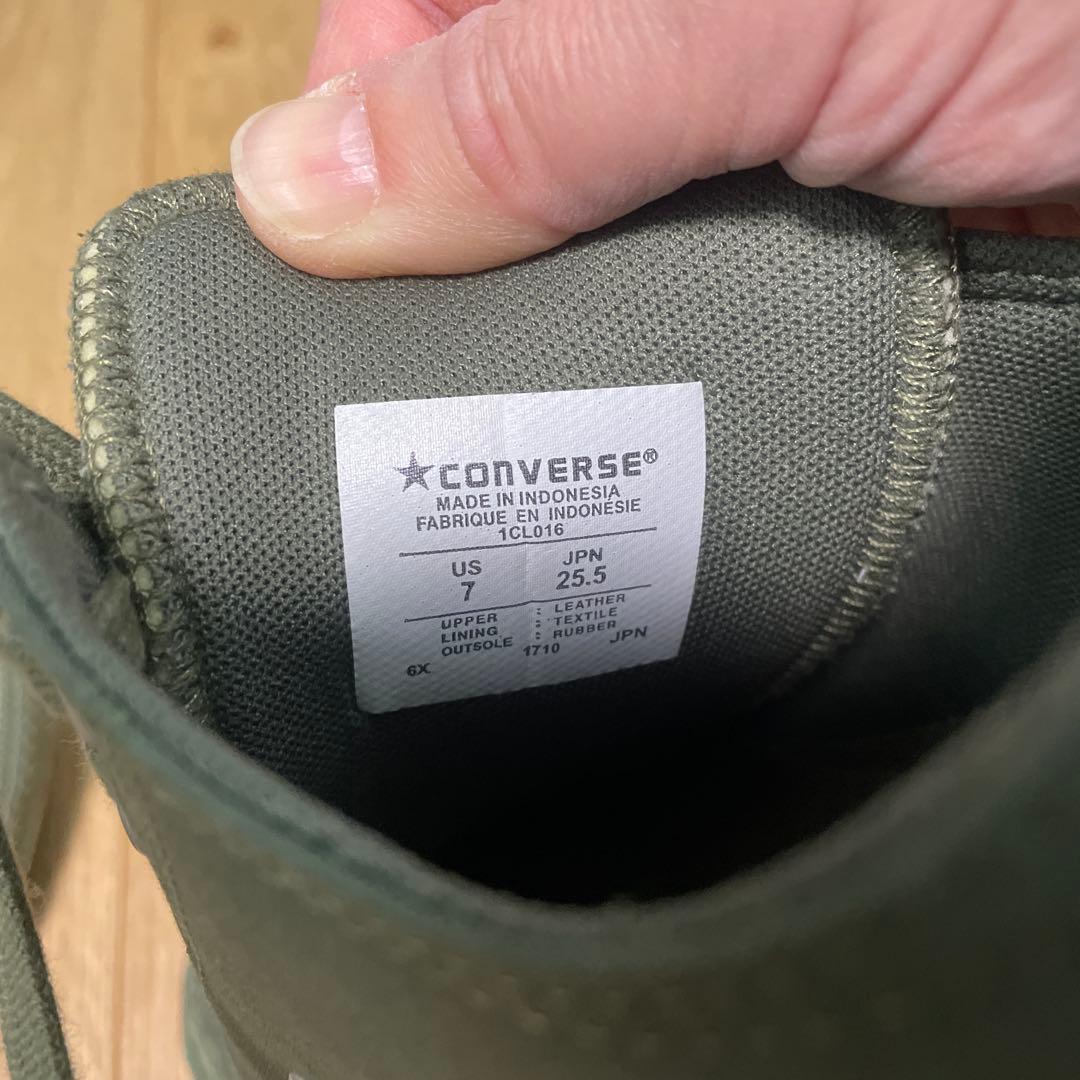 ★CONVERSE®
MADE IN INDONESIA
FABRIQUE EN INDONÉSIE
1CL016
US JPN
7 25.5
UPPER : LEATHER
LINING : TEXTILE
OUTSOLE : RUBBER
6X 1710 JPN